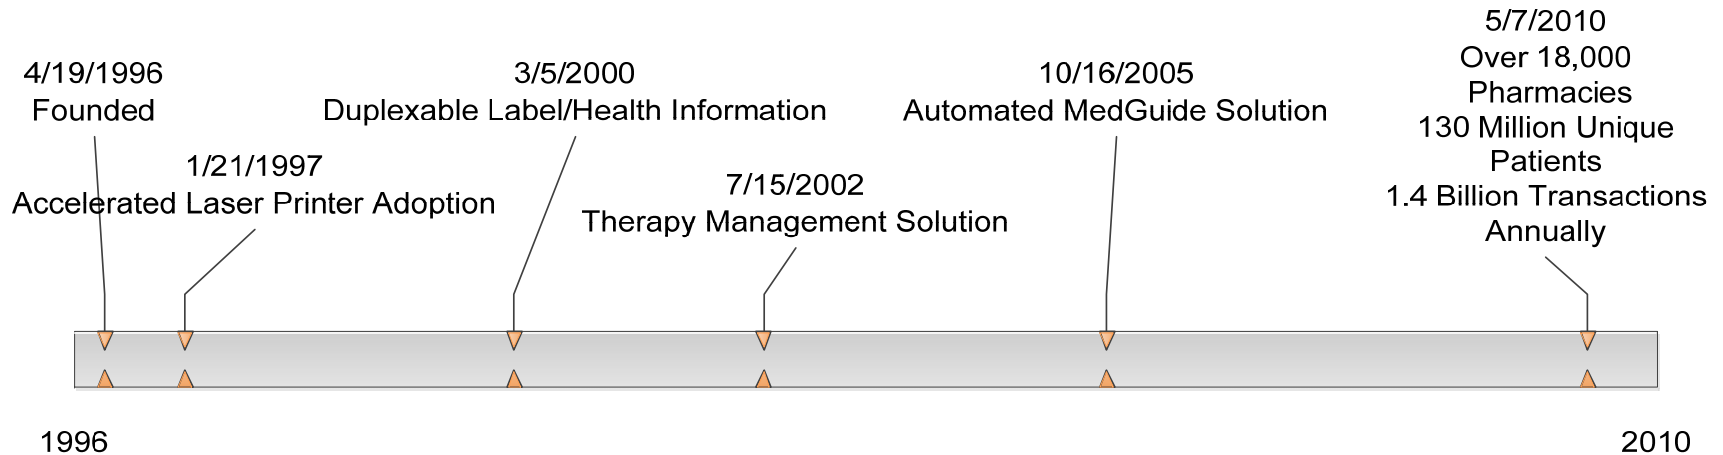 4/19/1996
Founded
1/21/1997
Accelerated Laser Printer Adoption
3/5/2000
Duplexable Label/Health Information
7/15/2002
Therapy Management Solution
10/16/2005
Automated MedGuide Solution
5/7/2010
Over 18,000
Pharmacies
130 Million Unique
Patients
1.4 Billion Transactions
Annually
1996
2010